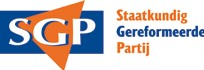 SGP
Staatkundig
Gereformeerde
Partij